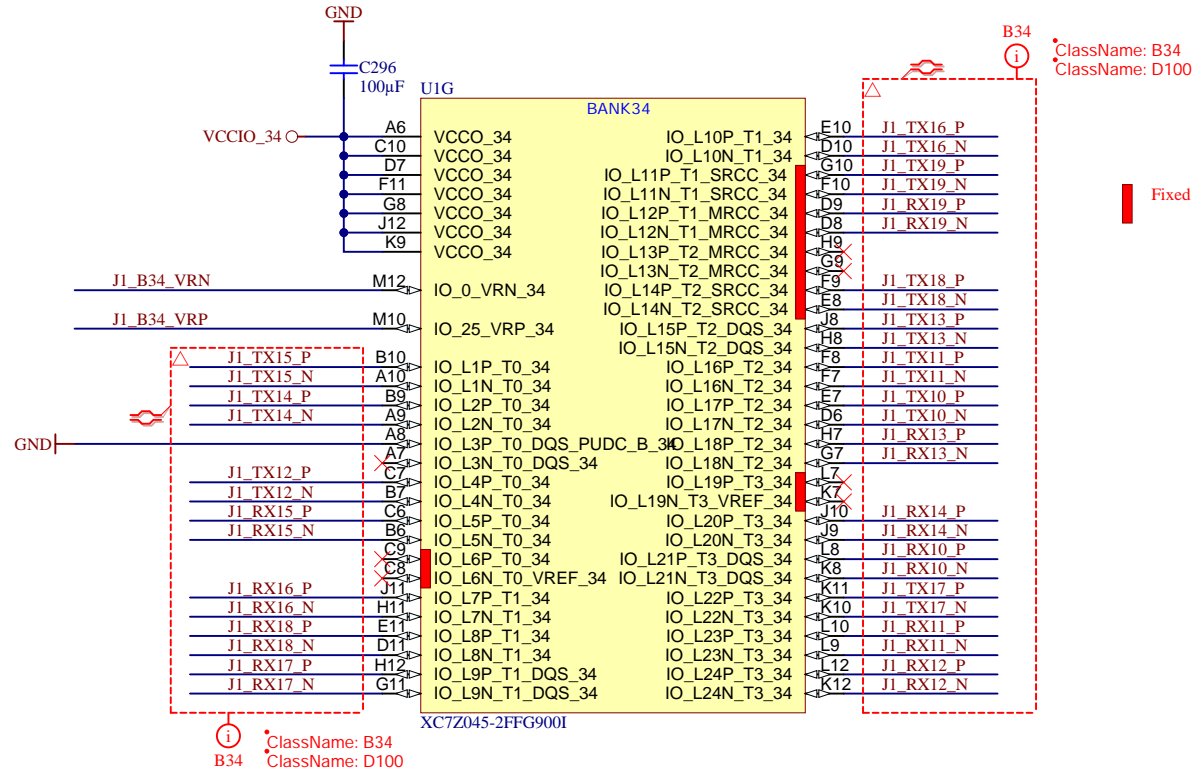 GND
C296
100µF
U1G
BANK34
B34
i
ClassName: B34
ClassName: D100
Fixed
VCCIO_34
A6 VCCO_34
C10 VCCO_34
D7 VCCO_34
F11 VCCO_34
G8 VCCO_34
J12 VCCO_34
K9 VCCO_34
J1_B34_VRN M12 IO_0_VRN_34
J1_B34_VRP M10 IO_25_VRP_34
J1_TX15_P B10 IO_L1P_T0_34
J1_TX15_N A10 IO_L1N_T0_34
J1_TX14_P B9 IO_L2P_T0_34
J1_TX14_N A9 IO_L2N_T0_34
GND A8 IO_L3P_T0_DQS_PUDC_B_34
A7 IO_L3N_T0_DQS_34
J1_TX12_P C7 IO_L4P_T0_34
J1_TX12_N B7 IO_L4N_T0_34
J1_RX15_P C6 IO_L5P_T0_34
J1_RX15_N B6 IO_L5N_T0_34
C9 IO_L6P_T0_34
C8 IO_L6N_T0_VREF_34
J1_RX16_P J11 IO_L7P_T1_34
J1_RX16_N H11 IO_L7N_T1_34
J1_RX18_P E11 IO_L8P_T1_34
J1_RX18_N D11 IO_L8N_T1_34
J1_RX17_P H12 IO_L9P_T1_DQS_34
J1_RX17_N G11 IO_L9N_T1_DQS_34
IO_L10P_T1_34 E10 J1_TX16_P
IO_L10N_T1_34 D10 J1_TX16_N
IO_L11P_T1_SRCC_34 G10 J1_TX19_P
IO_L11N_T1_SRCC_34 F10 J1_TX19_N
IO_L12P_T1_MRCC_34 D9 J1_RX19_P
IO_L12N_T1_MRCC_34 D8 J1_RX19_N
IO_L13P_T2_MRCC_34 H9
IO_L13N_T2_MRCC_34 G9
IO_L14P_T2_SRCC_34 F9 J1_TX18_P
IO_L14N_T2_SRCC_34 E8 J1_TX18_N
IO_L15P_T2_DQS_34 J8 J1_TX13_P
IO_L15N_T2_DQS_34 H8 J1_TX13_N
IO_L16P_T2_34 F8 J1_TX11_P
IO_L16N_T2_34 F7 J1_TX11_N
IO_L17P_T2_34 E7 J1_TX10_P
IO_L17N_T2_34 D6 J1_TX10_N
IO_L18P_T2_34 H7 J1_RX13_P
IO_L18N_T2_34 G7 J1_RX13_N
IO_L19P_T3_34 L7
IO_L19N_T3_VREF_34 K7
IO_L20P_T3_34 J10 J1_RX14_P
IO_L20N_T3_34 J9 J1_RX14_N
IO_L21P_T3_DQS_34 L8 J1_RX10_P
IO_L21N_T3_DQS_34 K8 J1_RX10_N
IO_L22P_T3_34 K11 J1_TX17_P
IO_L22N_T3_34 K10 J1_TX17_N
IO_L23P_T3_34 L10 J1_RX11_P
IO_L23N_T3_34 L9 J1_RX11_N
IO_L24P_T3_34 L12 J1_RX12_P
IO_L24N_T3_34 K12 J1_RX12_N
XC7Z045-2FFG900I
i
B34
ClassName: B34
ClassName: D100